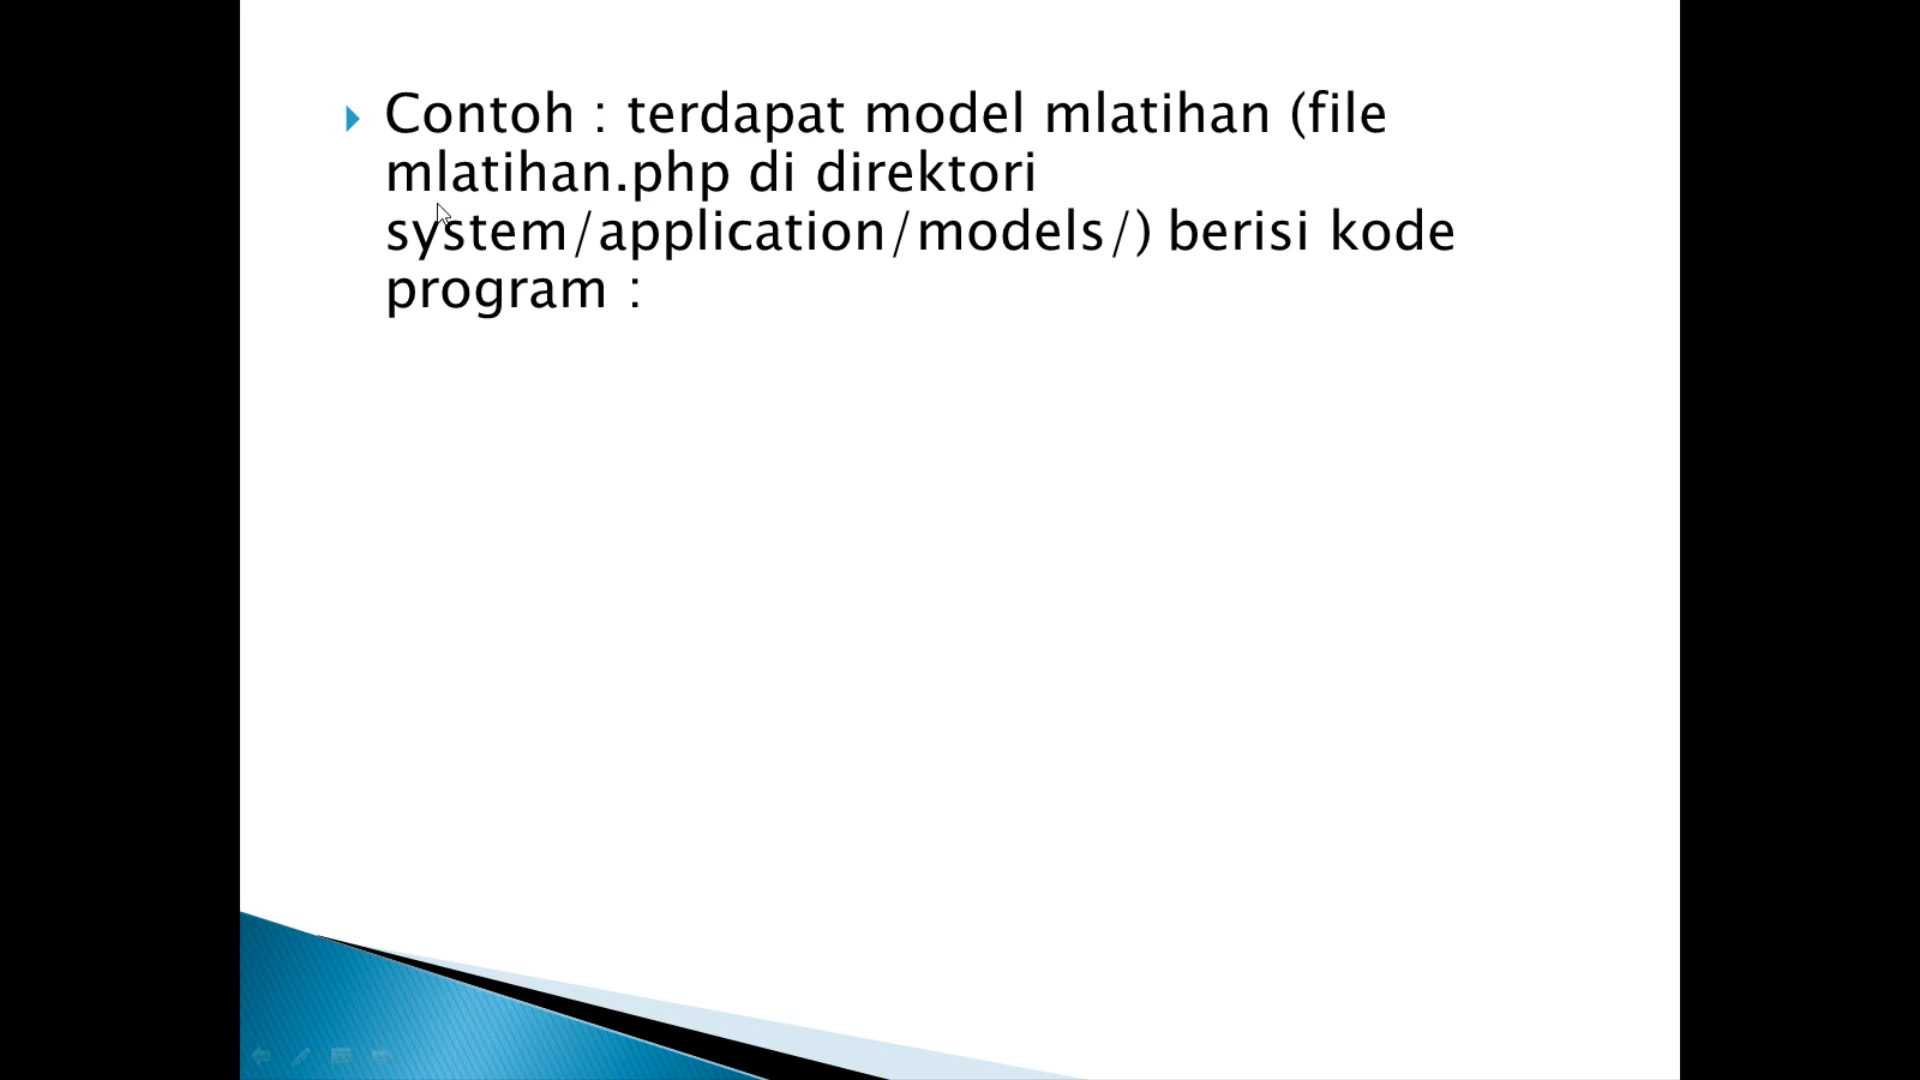 Contoh : terdapat model mlatihan (file
mlatihan.php di direktori
system/application/models/) berisi kode
program :